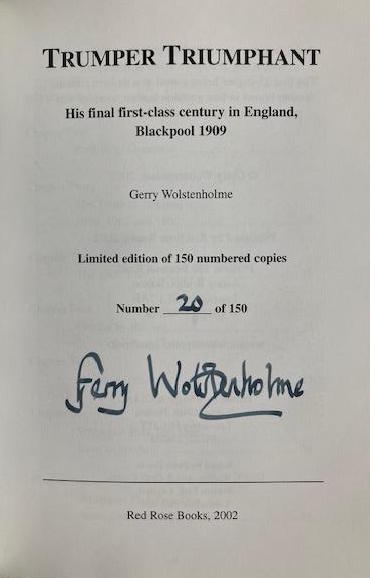 TRUMPER TRIUMPHANT
His final first-class century in England,
Blackpool 1909
Gerry Wolstenholme
Limited edition of 150 numbered copies
Number 20 of 150
Gerry Wolstenholme
Red Rose Books, 2002